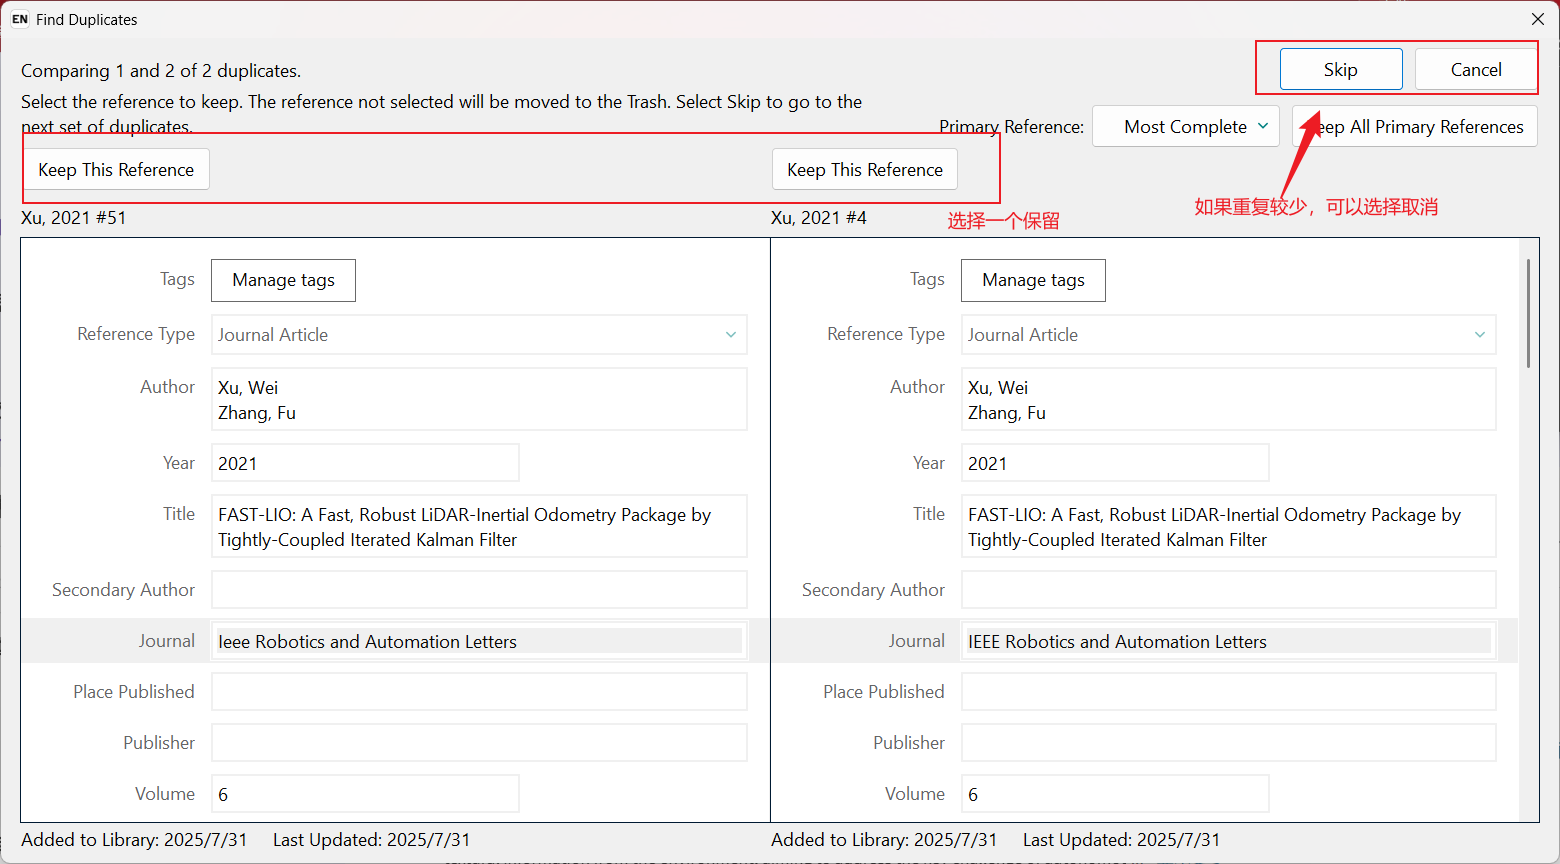 EN Find Duplicates
Comparing 1 and 2 of 2 duplicates.
Skip
Cancel
Select the reference to keep. The reference not selected will be moved to the Trash. Select Skip to go to the
next set of duplicates.
Primary Reference:
Most Complete
eep All Primary References
Keep This Reference
Keep This Reference
如果重复较少，可以选择取消
Xu, 2021 #51
Xu, 2021 #4
选择一个保留
Tags
Manage tags
Reference Type
Journal Article
Author
Xu, Wei
Zhang, Fu
Year
2021
Title
FAST-LIO: A Fast, Robust LiDAR-Inertial Odometry Package by
Tightly-Coupled Iterated Kalman Filter
Secondary Author
Journal
Ieee Robotics and Automation Letters
Place Published
Publisher
Volume
6
Added to Library: 2025/7/31
Last Updated: 2025/7/31
Tags
Manage tags
Reference Type
Journal Article
Author
Xu, Wei
Zhang, Fu
Year
2021
Title
FAST-LIO: A Fast, Robust LiDAR-Inertial Odometry Package by
Tightly-Coupled Iterated Kalman Filter
Secondary Author
Journal
IEEE Robotics and Automation Letters
Place Published
Publisher
Volume
6
Added to Library: 2025/7/31
Last Updated: 2025/7/31